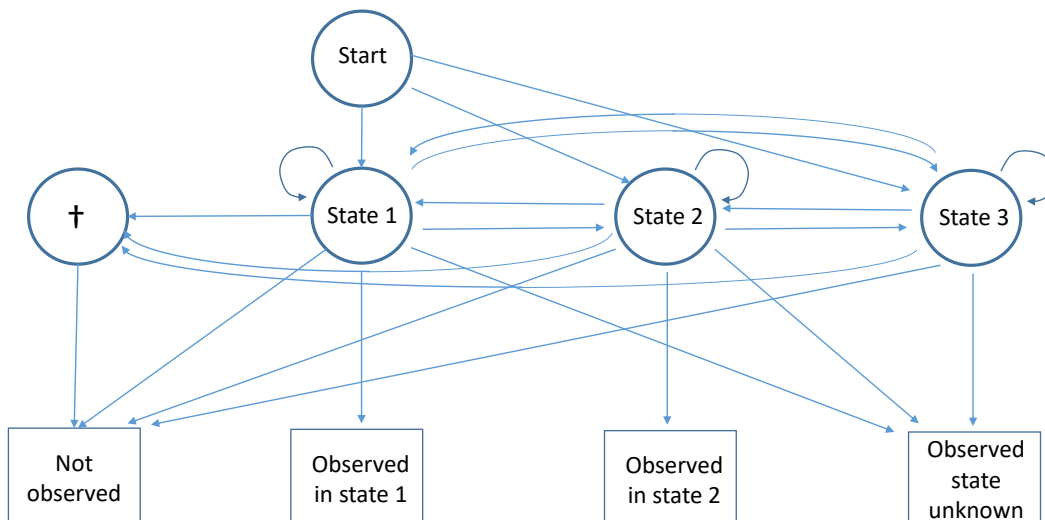 Start
†
State 1
State 2
State 3
Not
observed
Observed
in state 1
Observed
in state 2
Observed
state
unknown